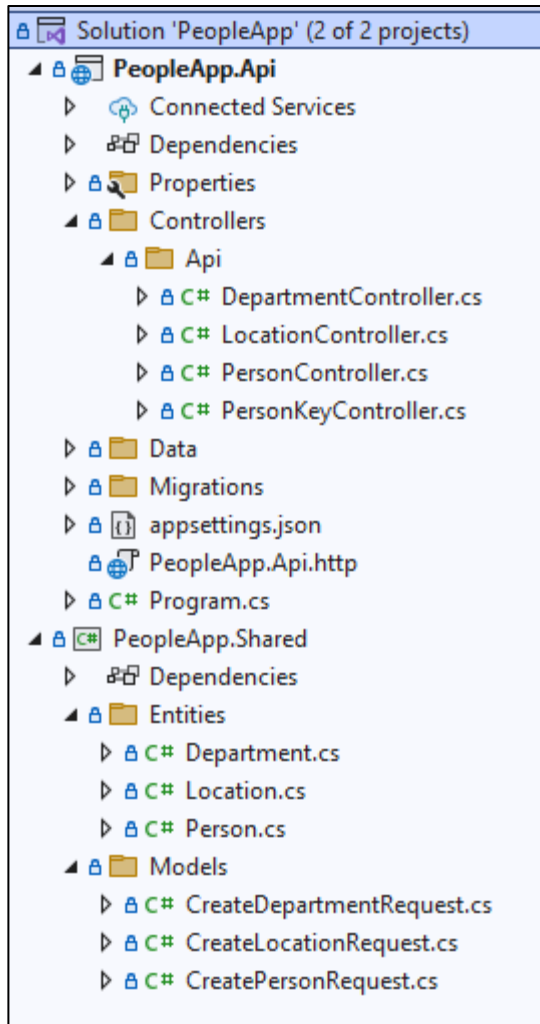 Solution 'PeopleApp' (2 of 2 projects)
PeopleApp.Api
Connected Services
Dependencies
Properties
Controllers
Api
C# DepartmentController.cs
C# LocationController.cs
C# PersonController.cs
C# PersonKeyController.cs
Data
Migrations
appsettings.json
PeopleApp.Api.http
C# Program.cs
C# PeopleApp.Shared
Dependencies
Entities
C# Department.cs
C# Location.cs
C# Person.cs
Models
C# CreateDepartmentRequest.cs
C# CreateLocationRequest.cs
C# CreatePersonRequest.cs